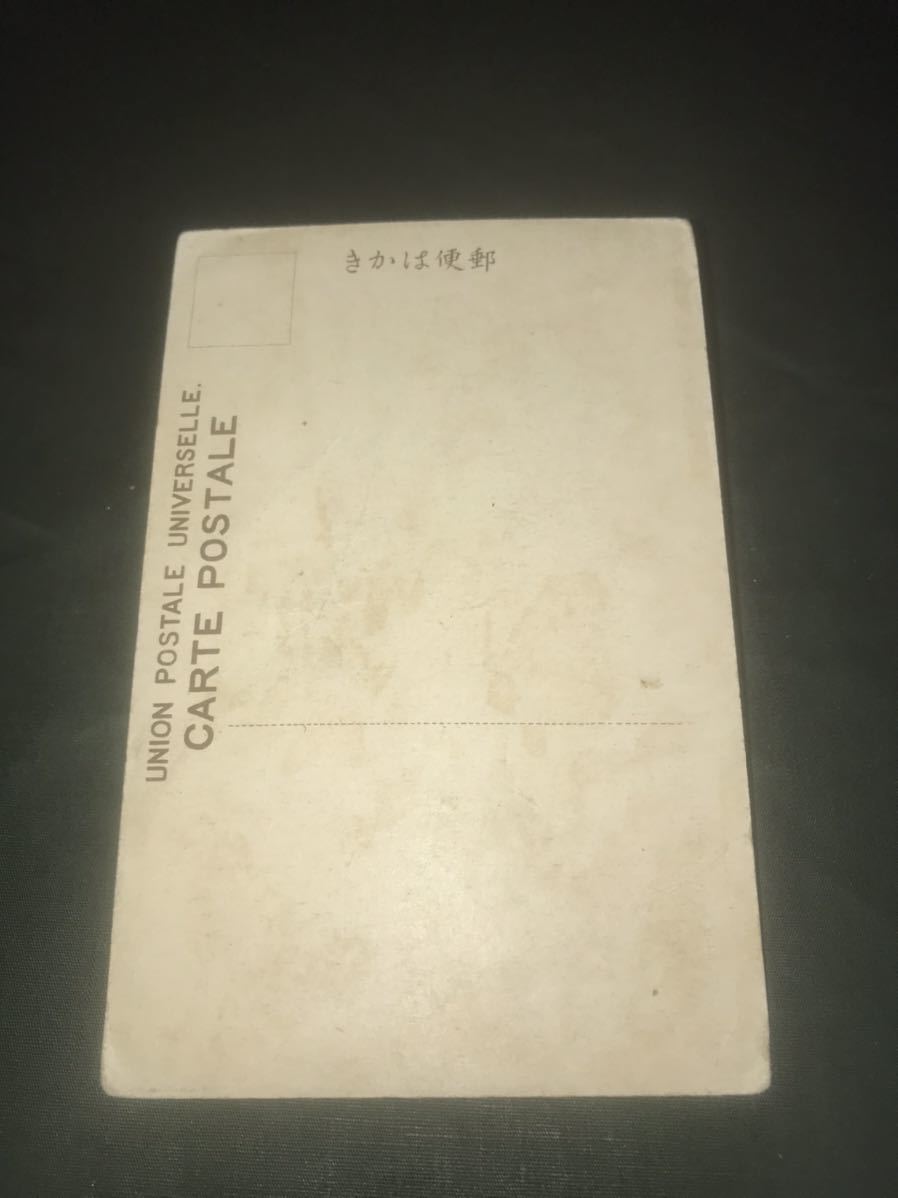 郵便はかき
UNION POSTALE UNIVERSELLE.
CARTE POSTALE